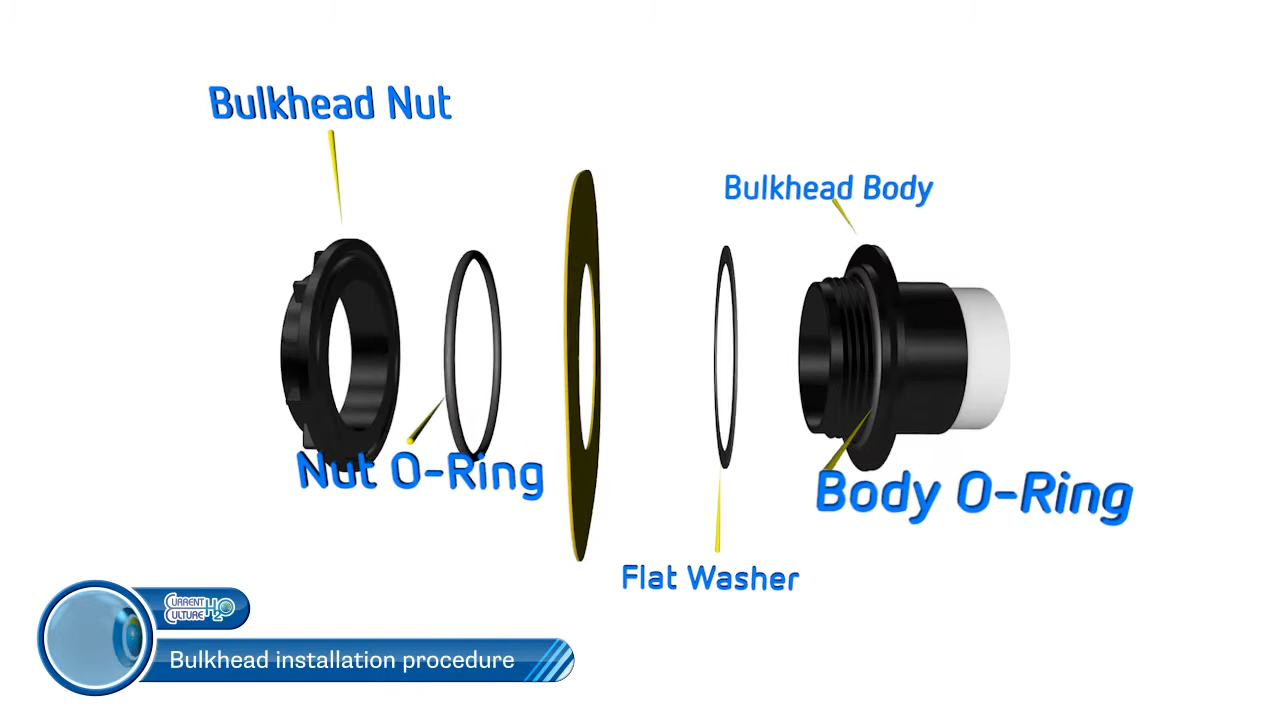 Bulkhead Nut
Bulkhead Body
Nut O-Ring
Body O-Ring
Flat Washer
CURRENT
CULTURE H2O
Bulkhead installation procedure